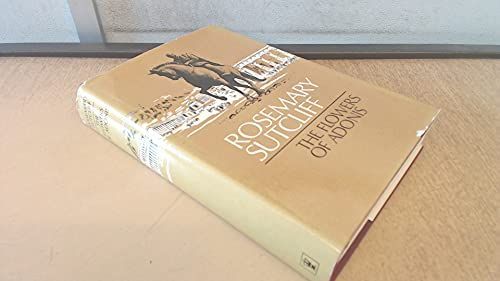 ROSEMARY
SUTCLIFF
THE FLOWERS
OF ADONIS